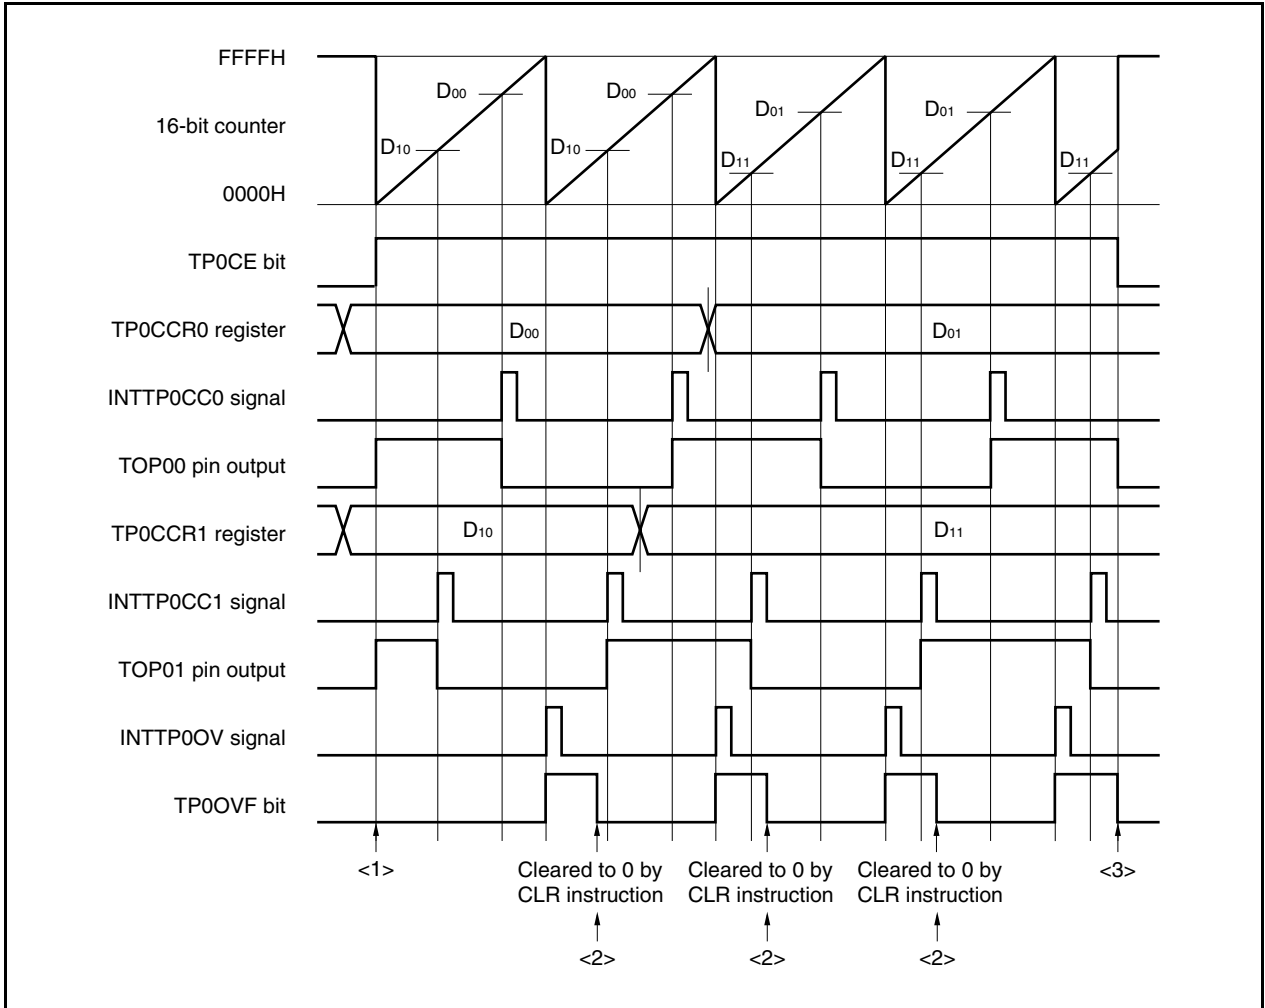 FFFFH
16-bit counter
0000H
D00
D10
D00
D10
D01
D11
D01
D11
D11
TP0CE bit
TP0CCR0 register
D00
D01
INTTP0CC0 signal
TOP00 pin output
TP0CCR1 register
D10
D11
INTTP0CC1 signal
TOP01 pin output
INTTP0OV signal
TP0OVF bit
<1>
Cleared to 0 by
CLR instruction
<2>
Cleared to 0 by
CLR instruction
<2>
Cleared to 0 by
CLR instruction
<2>
<3>